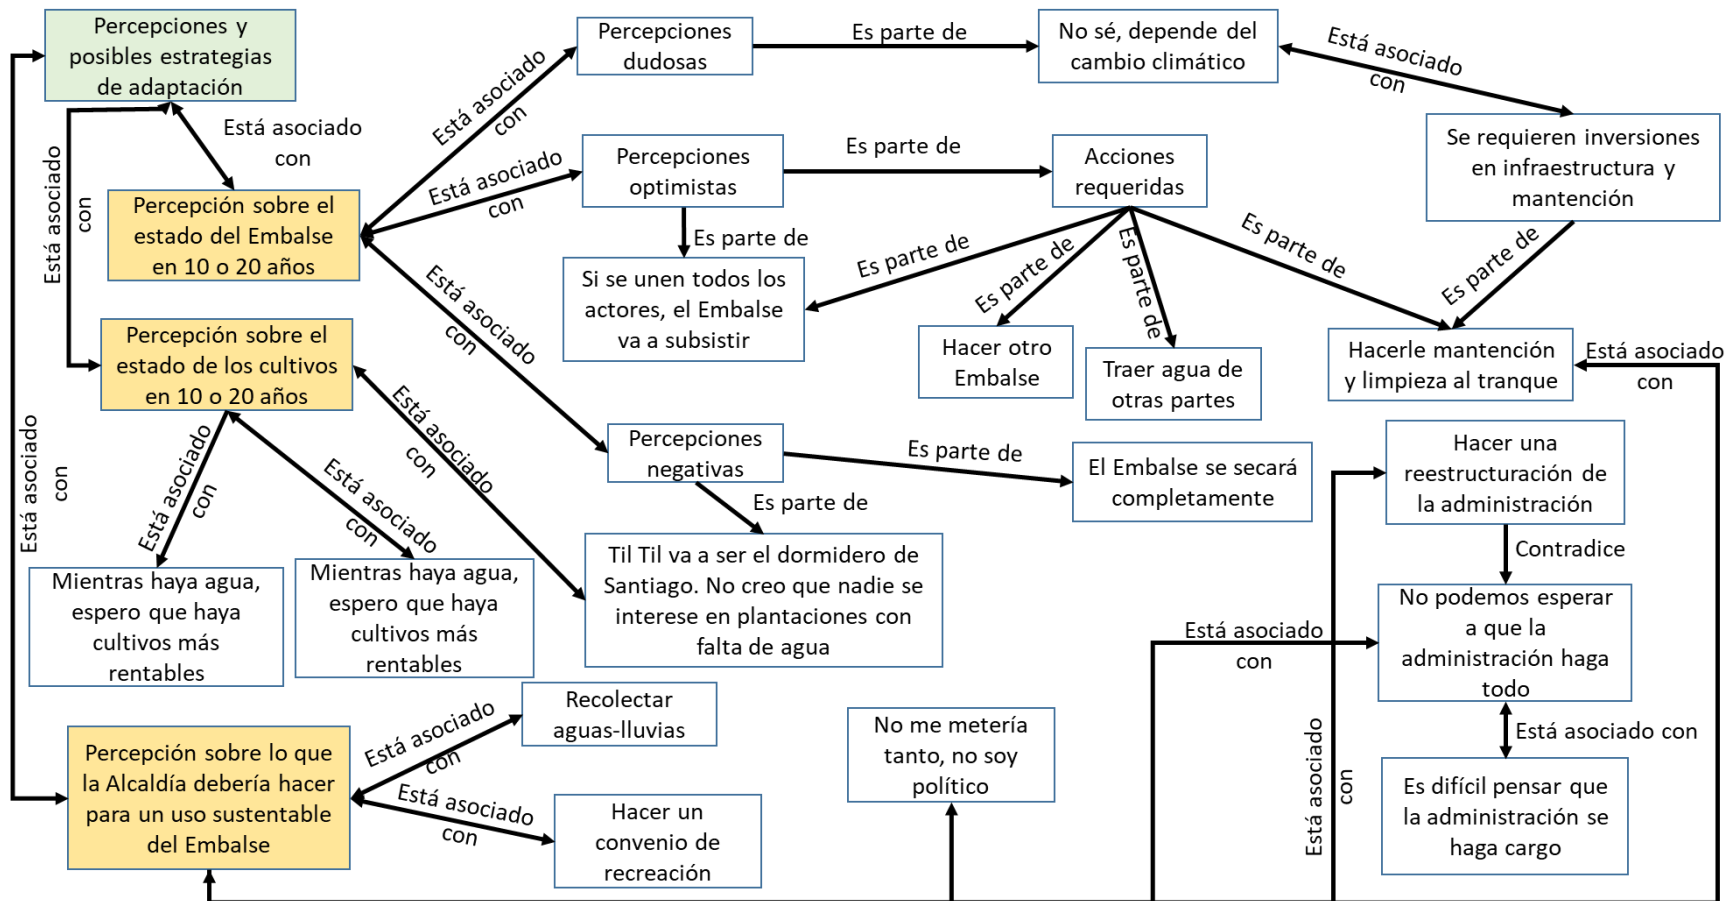 Percepciones y
posibles estrategias
de adaptación
Está asociado
con
Está asociado
con
Está asociado
con
Percepción sobre el
estado del Embalse
en 10 o 20 años
Percepción sobre el
estado de los cultivos
en 10 o 20 años
Está asociado
con
Percepciones
dudosas
Es parte de
No sé, depende del
cambio climático
Está asociado
con
Se requieren inversiones
en infraestructura y
mantención
Está asociado
con
Percepciones
optimistas
Es parte de
Acciones
requeridas
Es parte de
Si se unen todos los
actores, el Embalse
va a subsistir
Es parte de
Es parte de
Es parte de
Es parte de
Es parte de
Hacer otro
Embalse
Traer agua de
otras partes
Hacerle mantención
y limpieza al tranque
Está asociado
con
Está asociado
con
Percepciones
negativas
Es parte de
El Embalse se secará
completamente
Es parte de
Til Til va a ser el dormidero de
Santiago. No creo que nadie se
interese en plantaciones con
falta de agua
Está asociado
con
Está asociado
con
Está asociado
con
Mientras haya agua,
espero que haya
cultivos más
rentables
Mientras haya agua,
espero que haya
cultivos más
rentables
Hacer una
reestructuración de
la administración
Contradice
No podemos esperar
a que la
administración haga
todo
Está asociado con
Es difícil pensar que
la administración se
haga cargo
Está asociado
con
Está asociado
con
Percepción sobre lo que
la Alcaldía debería hacer
para un uso sustentable
del Embalse
Está asociado
con
Recolectar
aguas-lluvias
Está asociado
con
Hacer un
convenio de
recreación
No me metería
tanto, no soy
político